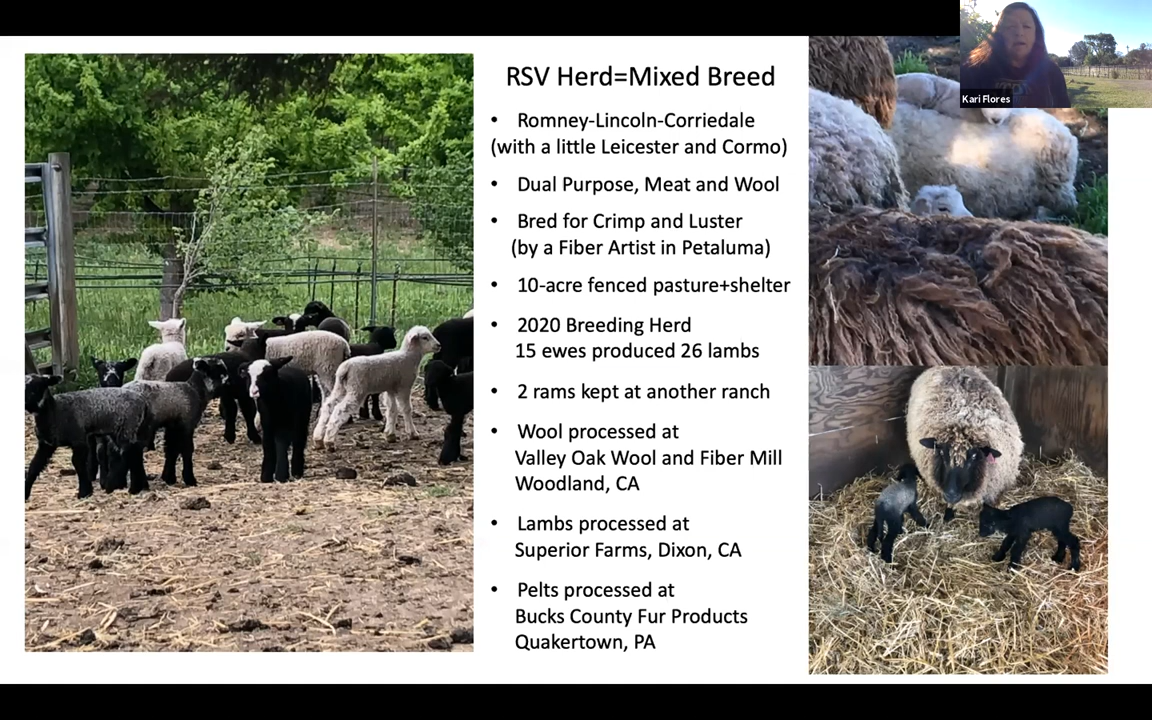 Kari Flores
RSV Herd=Mixed Breed
• Romney-Lincoln-Corriedale
(with a little Leicester and Cormo)
• Dual Purpose, Meat and Wool
• Bred for Crimp and Luster
(by a Fiber Artist in Petaluma)
• 10-acre fenced pasture+shelter
• 2020 Breeding Herd
15 ewes produced 26 lambs
• 2 rams kept at another ranch
• Wool processed at
Valley Oak Wool and Fiber Mill
Woodland, CA
• Lambs processed at
Superior Farms, Dixon, CA
• Pelts processed at
Bucks County Fur Products
Quakertown, PA